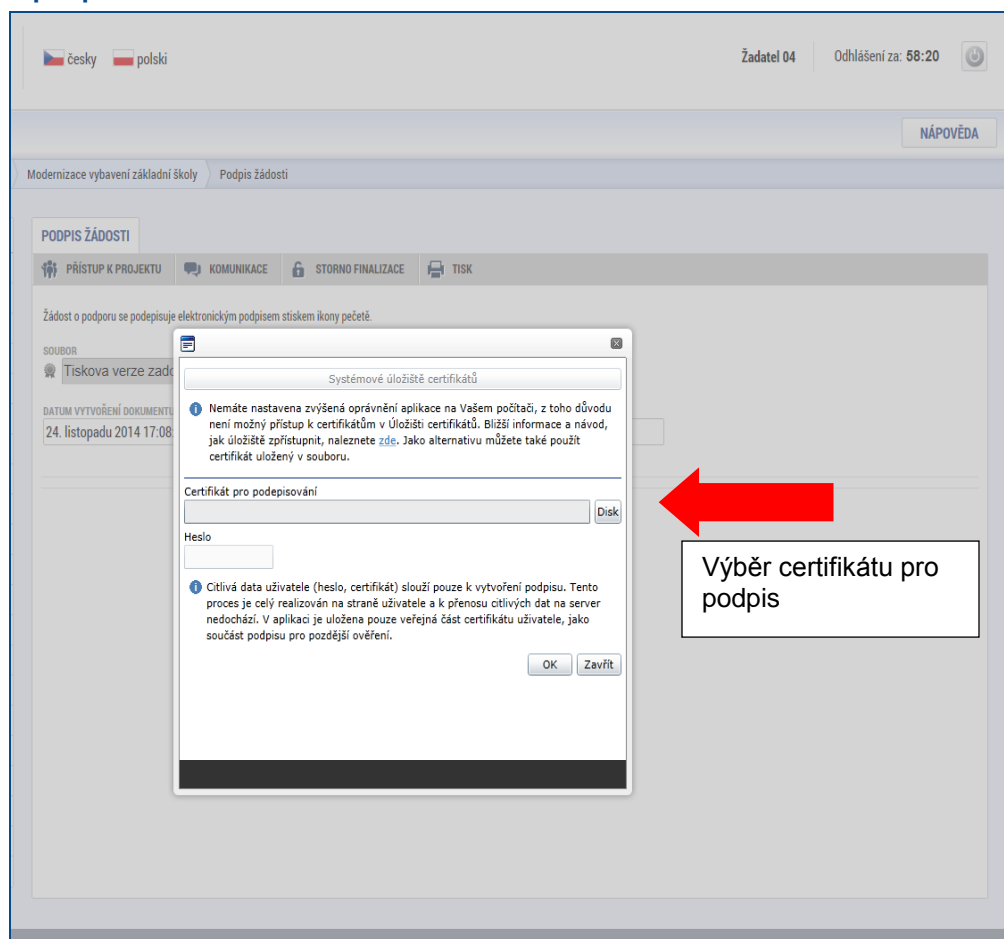 česky polski Žadatel 04 Odhlášení za: 58:20
NÁPOVĚDA
Modernizace vybavení základní školy Podpis žádosti
PODPIS ŽÁDOSTI
PŘÍSTUP K PROJEKTU KOMUNIKACE STORNO FINALIZACE TISK
Žádost o podporu se podepisuje elektronickým podpisem stiskem ikony pečetě.
SOUBOR
Tiskova verze
DATUM VYTVOŘENÍ DOKUMENTU
24. listopadu 2014 17:08:
Systémové úložiště certifikátů
Nemáte nastavena zvýšená oprávnění aplikace na Vašem počítači, z toho důvodu
není možný přístup k certifikátům v Úložišti certifikátů. Bližší informace a návod,
jak úložiště zpřístupnit, naleznete zde. Jako alternativu můžete také použít
certifikát uložený v souboru.
Certifikát pro podepisování
Disk
Heslo
Citlivá data uživatele (heslo, certifikát) slouží pouze k vytvoření podpisu. Tento
proces je celý realizován na straně uživatele a k přenosu citlivých dat na server
nedochází. V aplikaci je uložena pouze veřejná část certifikátu uživatele, jako
součást podpisu pro pozdější ověření.
OK Zavřít
Výběr certifikátu pro
podpis